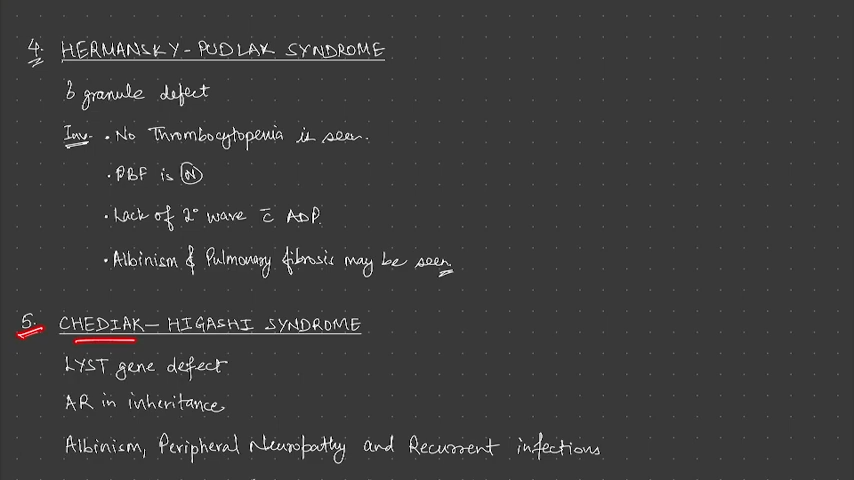 4. HERMANSKY-PUDLAK SYNDROME
δ granule defect
Inv. • No Thrombocytopenia is seen.
• PBF is Ⓝ
• Lack of 2° wave c̄ ADP.
• Albinism & Pulmonary fibrosis may be seen
5. CHEDIAK-HIGASHI SYNDROME
LYST gene defect
AR in inheritance
Albinism, Peripheral Neuropathy and Recurrent infections